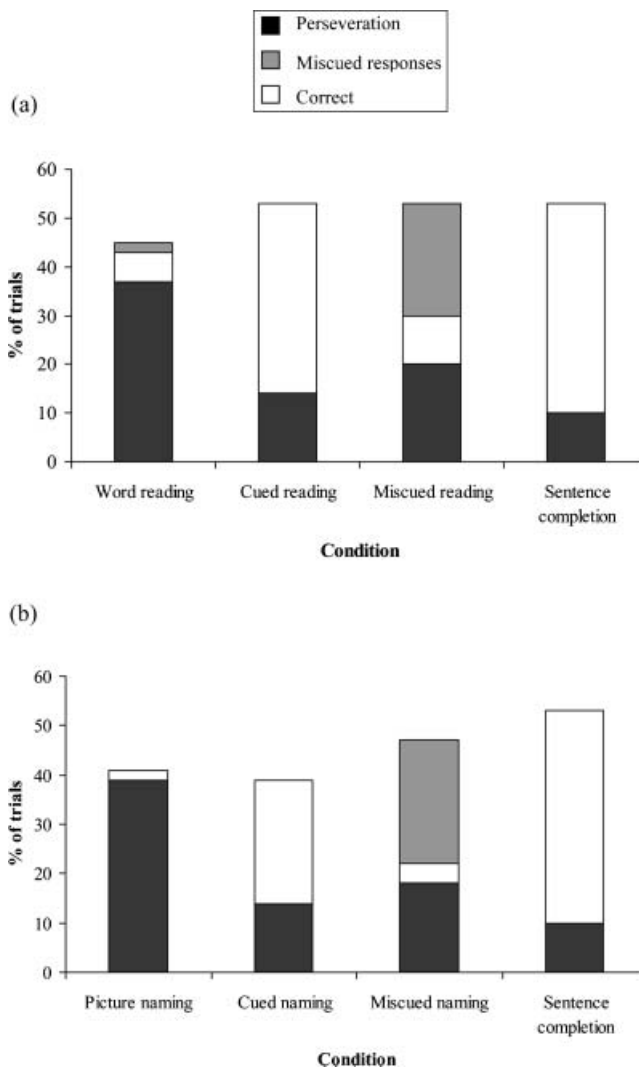 Perseveration
Miscued responses
Correct
(a)
60
50
40
30
20
10
0
% of trials
Word reading Cued reading Miscued reading Sentence
completion
Condition
(b)
60
50
40
30
20
10
0
% of trials
Picture naming Cued naming Miscued naming Sentence
completion
Condition